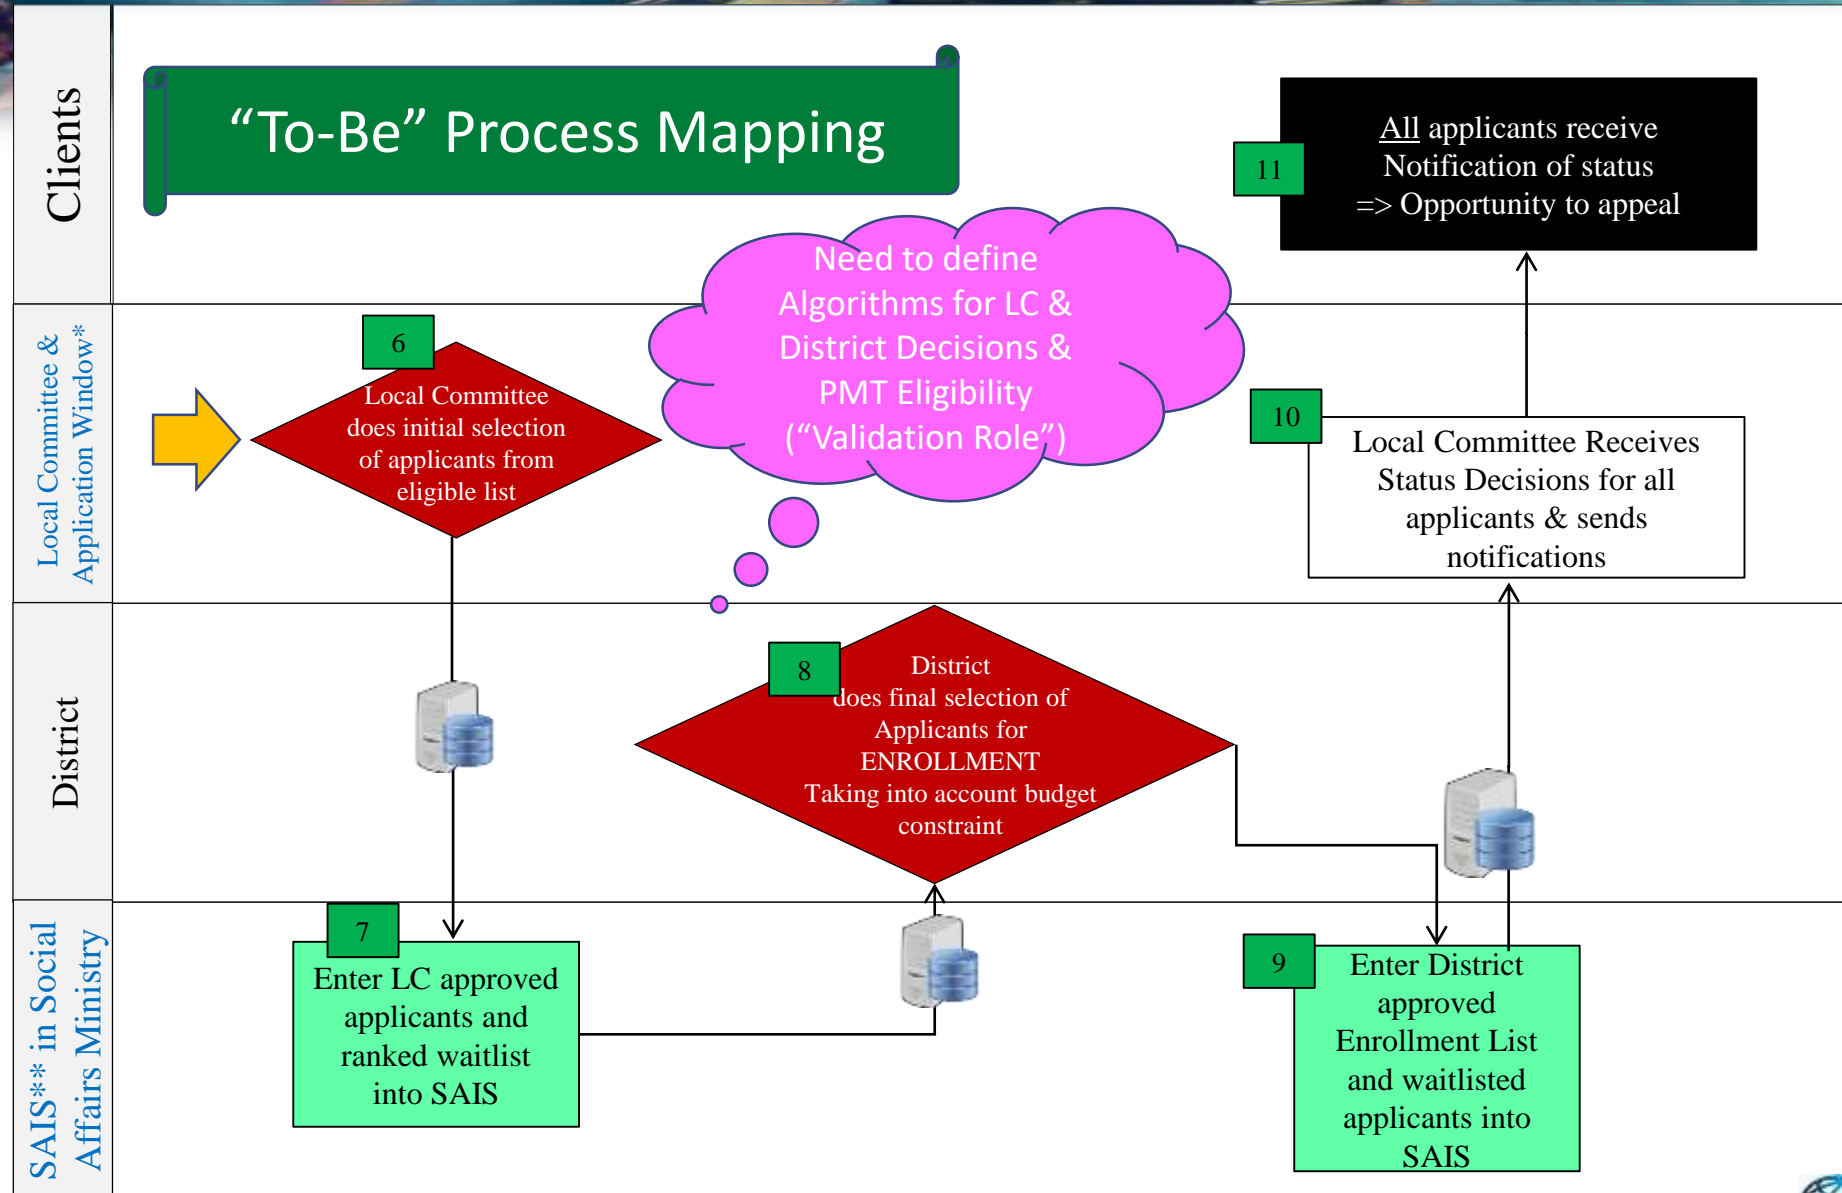 Clients
“To-Be” Process Mapping
11
All applicants receive
Notification of status
=> Opportunity to appeal
Need to define
Algorithms for LC &
District Decisions &
PMT Eligibility
(“Validation Role”)
Local Committee &
Application Window*
6
Local Committee
does initial selection
of applicants from
eligible list
10
Local Committee Receives
Status Decisions for all
applicants & sends
notifications
District
8
District
does final selection of
Applicants for
ENROLLMENT
Taking into account budget
constraint
SAIS** in Social
Affairs Ministry
7
Enter LC approved
applicants and
ranked waitlist
into SAIS
9
Enter District
approved
Enrollment List
and waitlisted
applicants into
SAIS